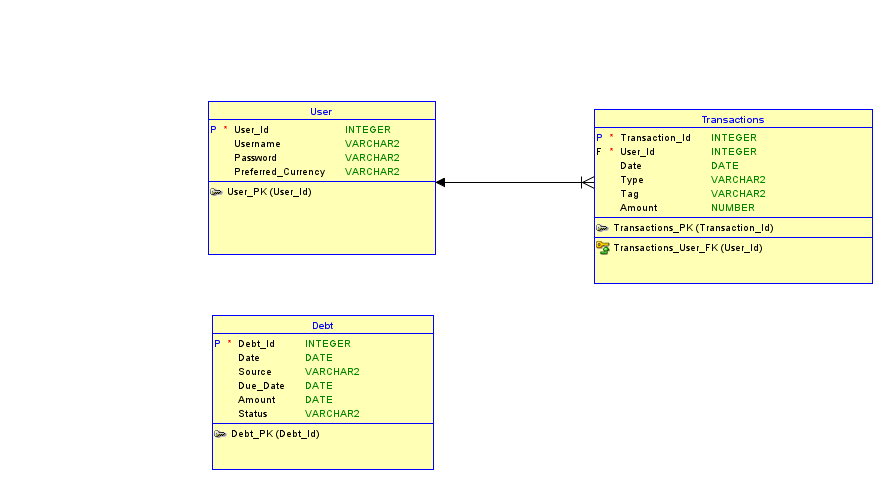 User
P * User_Id INTEGER
Username VARCHAR2
Password VARCHAR2
Preferred_Currency VARCHAR2
User_PK (User_Id)
Transactions
P * Transaction_Id INTEGER
F * User_Id INTEGER
Date DATE
Type VARCHAR2
Tag VARCHAR2
Amount NUMBER
Transactions_PK (Transaction_Id)
Transactions_User_FK (User_Id)
Debt
P * Debt_Id INTEGER
Date DATE
Source VARCHAR2
Due_Date DATE
Amount DATE
Status VARCHAR2
Debt_PK (Debt_Id)